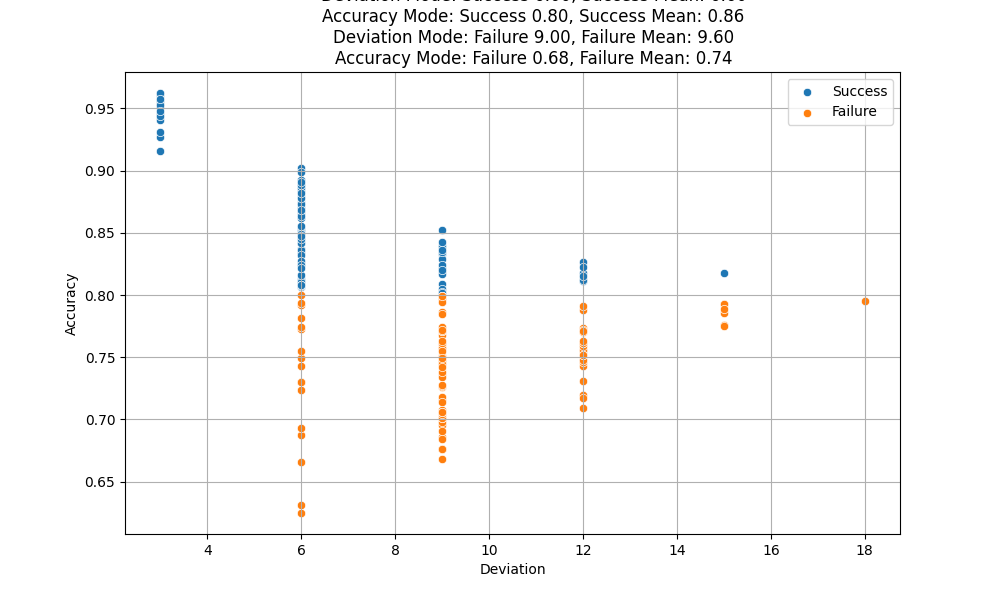 Accuracy Mode: Success 0.80, Success Mean: 0.86
Deviation Mode: Failure 9.00, Failure Mean: 9.60
Accuracy Mode: Failure 0.68, Failure Mean: 0.74
Success
Failure
0.95
0.90
0.85
0.80
0.75
0.70
0.65
Accuracy
4 6 8 10 12 14 16 18
Deviation